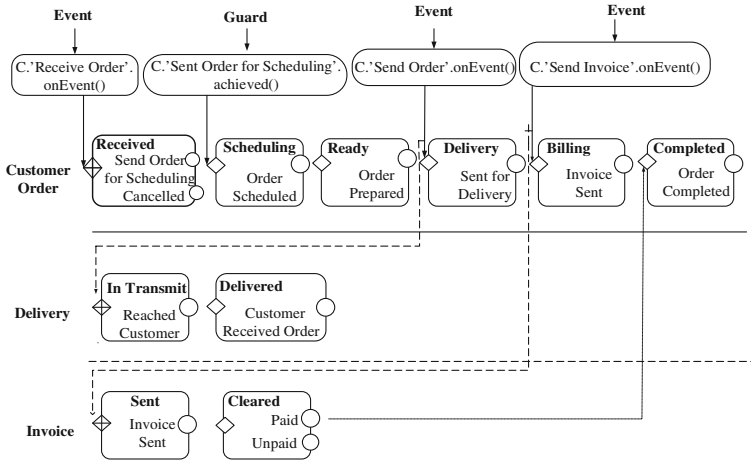 Event
Guard
Event
Event
C.'Receive Order'.
onEvent()
C.'Sent Order for Scheduling'.
achieved()
C.'Send Order'.onEvent()
C.'Send Invoice'.onEvent()
Customer
Order
Received
Send Order
for Scheduling
Cancelled
Scheduling
Order
Scheduled
Ready
Order
Prepared
Delivery
Sent for
Delivery
Billing
Invoice
Sent
Completed
Order
Completed
Delivery
In Transmit
Reached
Customer
Delivered
Customer
Received Order
Invoice
Sent
Invoice
Sent
Cleared
Paid
Unpaid